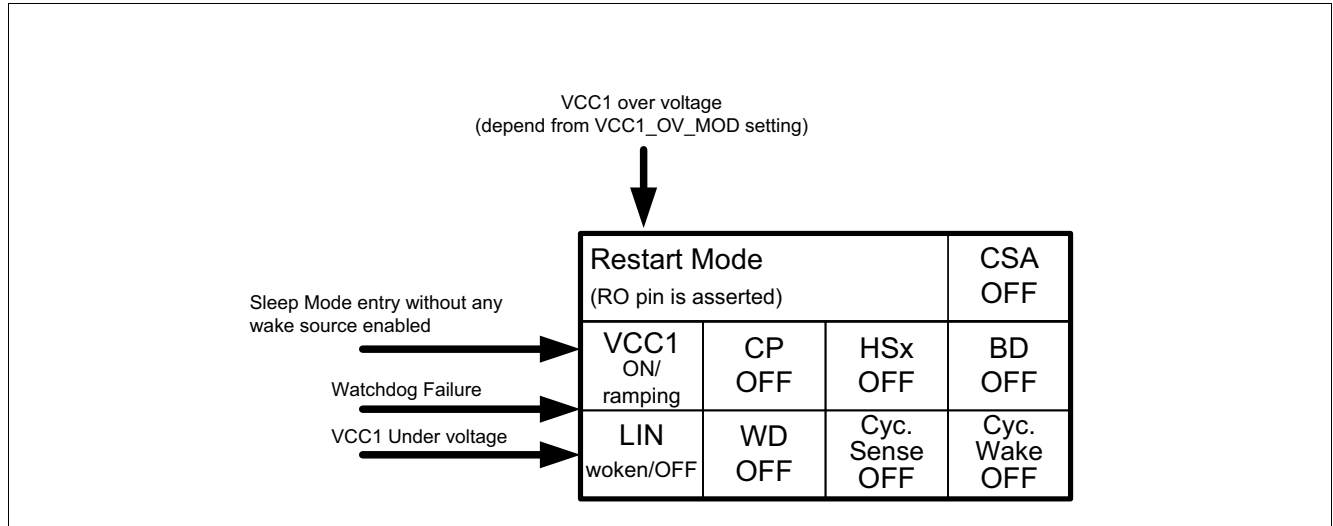 VCC1 over voltage
(depend from VCC1_OV_MOD setting)
Restart Mode
(RO pin is asserted)
CSA
OFF
Sleep Mode entry without any
wake source enabled
VCC1
ON/
ramping
CP
OFF
HSx
OFF
BD
OFF
Watchdog Failure
VCC1 Under voltage
LIN
woken/OFF
WD
OFF
Cyc.
Sense
OFF
Cyc.
Wake
OFF